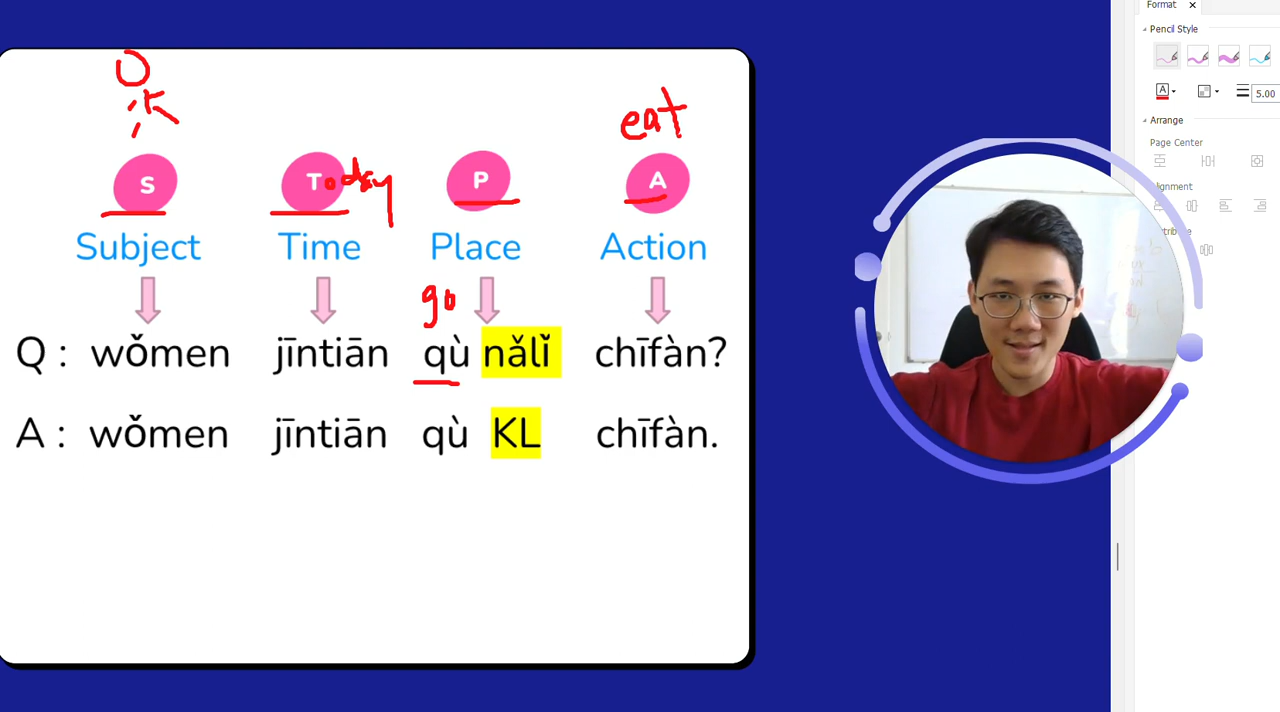 Format
Pencil Style
A
5.00
Arrange
Page Center
eat
S T P A
oday
Subject Time Place Action
go
Q : wǒmen jīntiān qù nǎlǐ chīfàn?
A : wǒmen jīntiān qù KL chīfàn.